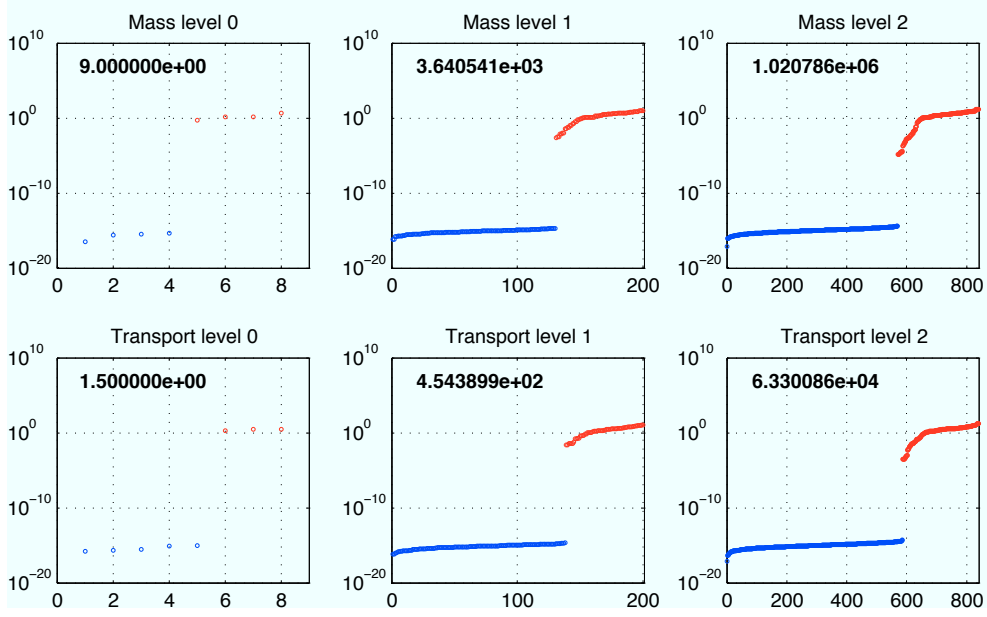 Mass level 0
10^10
10^0
10^-10
10^-20
9.000000e+00
0 2 4 6 8
Mass level 1
10^10
10^0
10^-10
10^-20
3.640541e+03
0 100 200
Mass level 2
10^10
10^0
10^-10
10^-20
1.020786e+06
0 200 400 600 800
Transport level 0
10^10
10^0
10^-10
10^-20
1.500000e+00
0 2 4 6 8
Transport level 1
10^10
10^0
10^-10
10^-20
4.543899e+02
0 100 200
Transport level 2
10^10
10^0
10^-10
10^-20
6.330086e+04
0 200 400 600 800